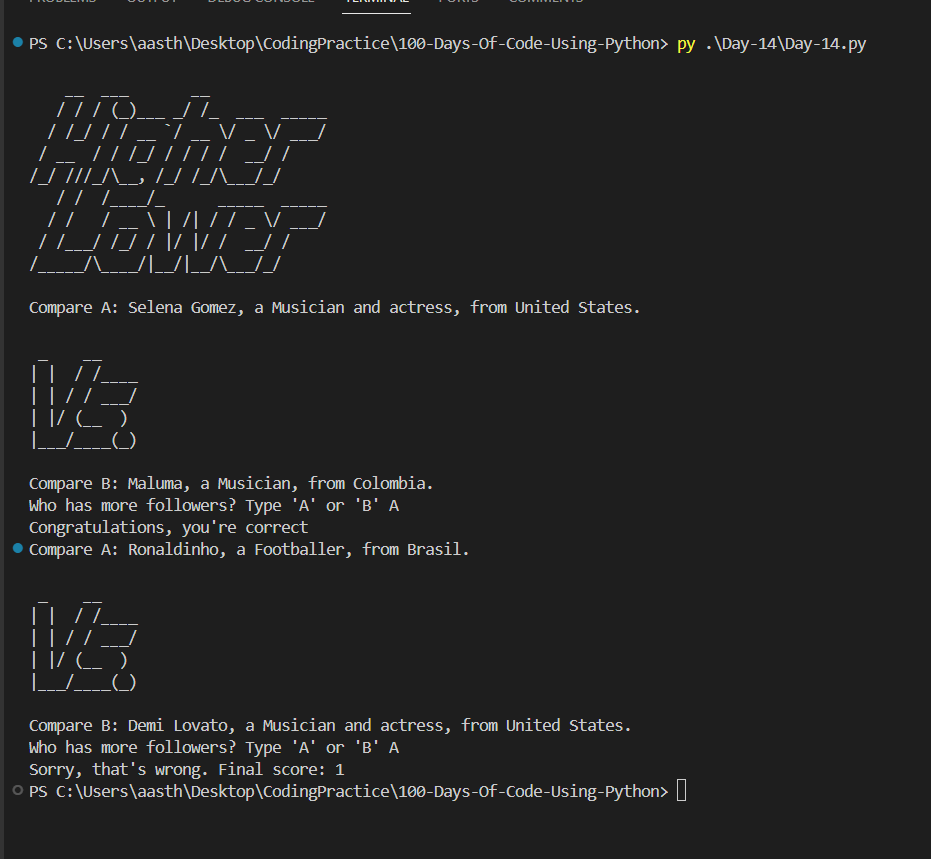 PROBLEMS OUTPUT DEBUG CONSOLE TERMINAL PORTS COMMENTS
PS C:\Users\aasth\Desktop\CodingPractice\100-Days-Of-Code-Using-Python> py .\Day-14\Day-14.py
    __  ___       __
   / / / (_)___ _/ /_  ___  _____
  / /_/ / / __ `/ __ \/ _ \/ ___/
 / __  / / /_/ / / / /  __/ /
/_/ ///_/\__, /_/ /_/\___/_/
   / /  /____/_      _____  _____
  / /   / __ \ | /| / / _ \/ ___/
 / /___/ /_/ / |/ |/ /  __/ /
/_____/\____/|__/|__/\___/_/
Compare A: Selena Gomez, a Musician and actress, from United States.
 _    __
| |  / /____
| | / / ___/
| |/ (__  )
|___/____(_)
Compare B: Maluma, a Musician, from Colombia.
Who has more followers? Type 'A' or 'B' A
Congratulations, you're correct
Compare A: Ronaldinho, a Footballer, from Brasil.
 _    __
| |  / /____
| | / / ___/
| |/ (__  )
|___/____(_)
Compare B: Demi Lovato, a Musician and actress, from United States.
Who has more followers? Type 'A' or 'B' A
Sorry, that's wrong. Final score: 1
PS C:\Users\aasth\Desktop\CodingPractice\100-Days-Of-Code-Using-Python>